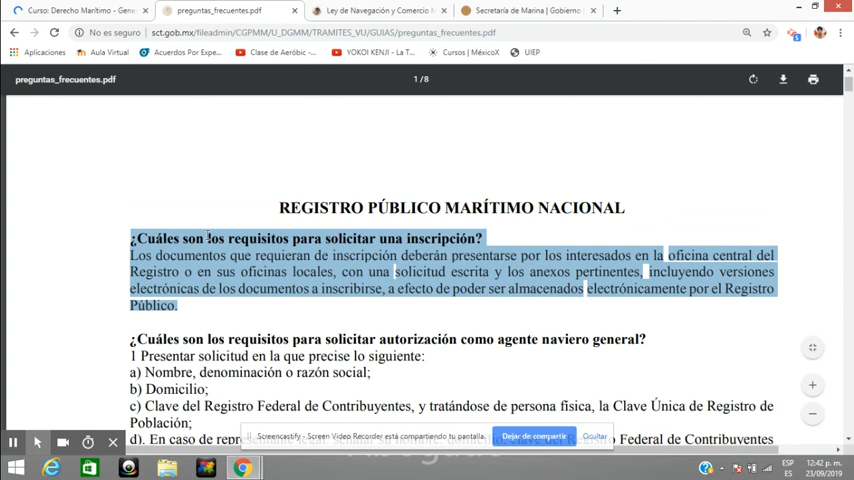 Curso: Derecho Marítimo - Gene
preguntas_frecuentes.pdf
Ley de Navegación y Comercio M
Secretaría de Marina | Gobierno
No es seguro
sct.gob.mx/fileadmin/CGPMM/U_DGMM/TRAMITES_VU/GUIAS/preguntas_frecuentes.pdf
Aplicaciones
Aula Virtual
Acuerdos Por Expe...
Clase de Aeróbic -...
YOKOI KENJI - La T...
Cursos | MéxicoX
UIEP
preguntas_frecuentes.pdf
1 / 8
REGISTRO PÚBLICO MARÍTIMO NACIONAL
¿Cuáles son los requisitos para solicitar una inscripción?
Los documentos que requieran de inscripción deberán presentarse por los interesados en la oficina central del
Registro o en sus oficinas locales, con una solicitud escrita y los anexos pertinentes, incluyendo versiones
electrónicas de los documentos a inscribirse, a efecto de poder ser almacenados electrónicamente por el Registro
Público.
¿Cuáles son los requisitos para solicitar autorización como agente naviero general?
1 Presentar solicitud en la que precise lo siguiente:
a) Nombre, denominación o razón social;
b) Domicilio;
c) Clave del Registro Federal de Contribuyentes, y tratándose de persona física, la Clave Única de Registro de
Población;
d). En caso de Federal de Contribuyentes
Screencastify - Screen Video Recorder está compartiendo tu pantalla.
Dejar de compartir
Ocultar
ESP
ES
12:42 p. m.
23/09/2019